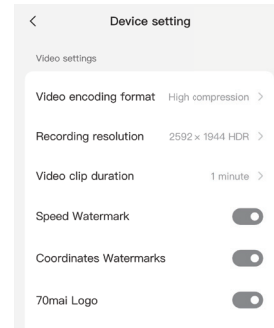 Device setting
Video settings
Video encoding format High compression
Recording resolution 2592 × 1944 HDR
Video clip duration 1 minute
Speed Watermark
Coordinates Watermarks
70mai Logo